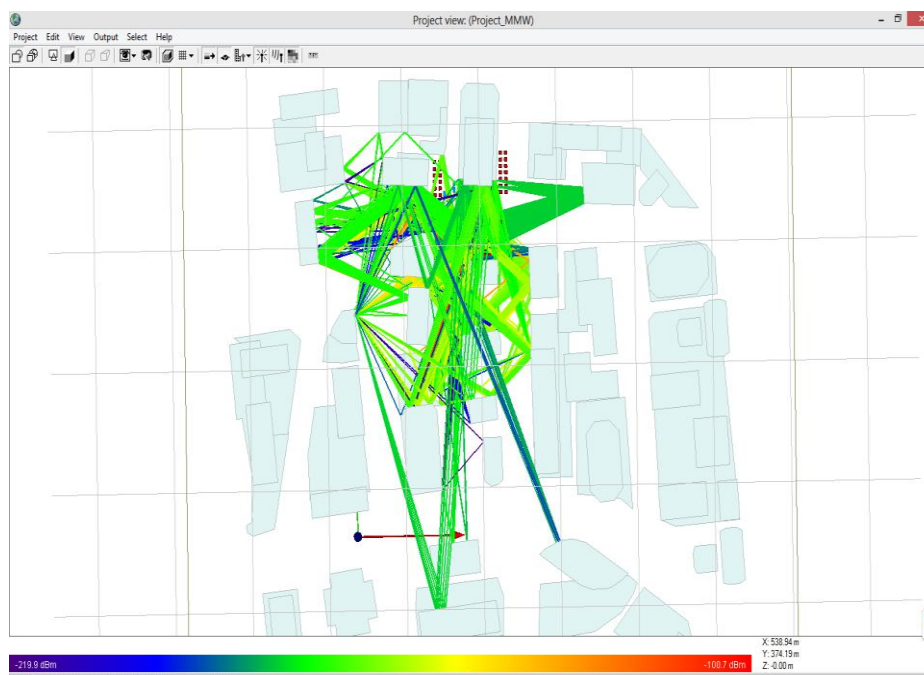 Project view: (Project_MMW)
Project Edit View Output Select Help
-219.9 dBm
-100.7 dBm
X: 538.94 m
Y: 374.19 m
Z: -0.00 m